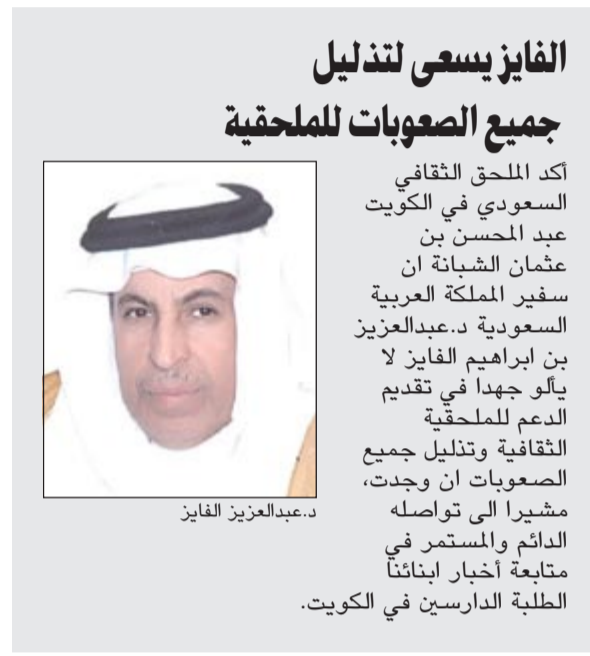 الفايز يسعى لتذليل
جميع الصعوبات للملحقية
أكد الملحق الثقافي
السعودي في الكويت
عبد المحسن بن
عثمان الشبانة ان
سفير المملكة العربية
السعودية د.عبدالعزيز
بن ابراهيم الفايز لا
يألو جهدا في تقديم
الدعم للملحقية
الثقافية وتذليل جميع
الصعوبات ان وجدت،
مشيرا الى تواصله
الدائم والمستمر في
متابعة أخبار ابنائنا
الطلبة الدارسين في الكويت.
د.عبدالعزيز الفايز